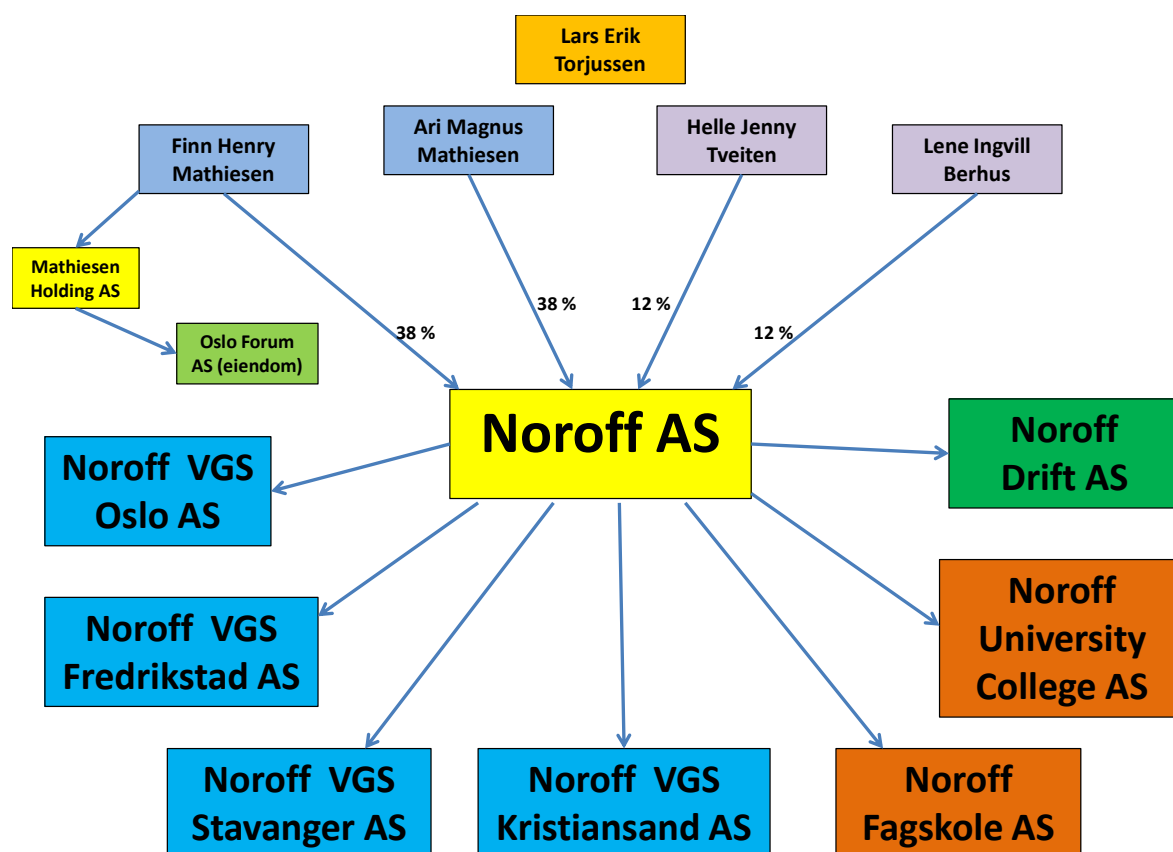 Lars Erik
Torjussen
Finn Henry
Mathiesen
Ari Magnus
Mathiesen
Helle Jenny
Tveiten
Lene Ingvill
Berhus
Mathiesen
Holding AS
Oslo Forum
AS (eiendom)
38 %
38 %
12 %
12 %
Noroff AS
Noroff VGS
Oslo AS
Noroff
Drift AS
Noroff VGS
Fredrikstad AS
Noroff
University
College AS
Noroff VGS
Stavanger AS
Noroff VGS
Kristiansand AS
Noroff
Fagskole AS